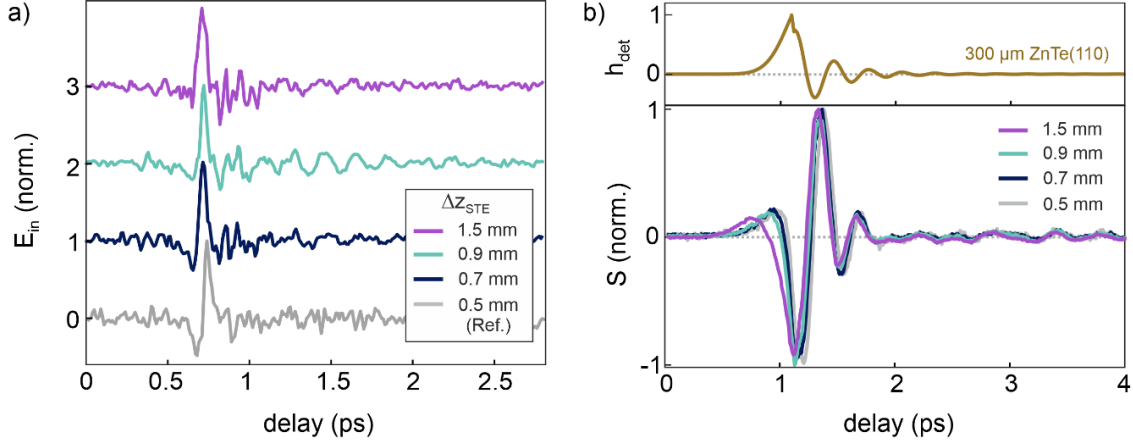 a)
E_in (norm.)
3
2
1
0
Δz_STE
1.5 mm
0.9 mm
0.7 mm
0.5 mm
(Ref.)
0 0.5 1 1.5 2 2.5
delay (ps)
b)
h_det
1
0
300 µm ZnTe(110)
S (norm.)
1
0
-1
1.5 mm
0.9 mm
0.7 mm
0.5 mm
0 1 2 3 4
delay (ps)